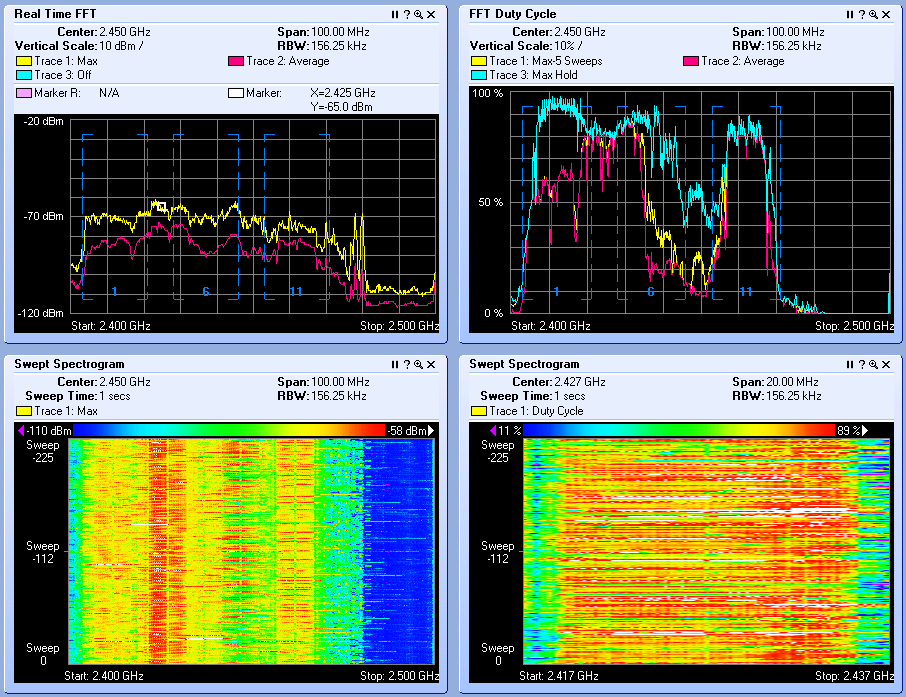 Real Time FFT
Center: 2.450 GHz Span: 100.00 MHz
Vertical Scale: 10 dBm / RBW: 156.25 kHz
Trace 1: Max Trace 2: Average
Trace 3: Off
Marker R: N/A Marker: X=2.425 GHz
Y=-65.0 dBm
-20 dBm
-70 dBm
1 6 11
-120 dBm
Start: 2.400 GHz Stop: 2.500 GHz
FFT Duty Cycle
Center: 2.450 GHz Span: 100.00 MHz
Vertical Scale: 10% / RBW: 156.25 kHz
Trace 1: Max-5 Sweeps Trace 2: Average
Trace 3: Max Hold
100 %
50 %
1 6 11
0 %
Start: 2.400 GHz Stop: 2.500 GHz
Swept Spectrogram
Center: 2.450 GHz Span: 100.00 MHz
Sweep Time: 1 secs RBW: 156.25 kHz
Trace 1: Max
-110 dBm -58 dBm
Sweep
-225
Sweep
-112
Sweep
0
Start: 2.400 GHz Stop: 2.500 GHz
Swept Spectrogram
Center: 2.427 GHz Span: 20.00 MHz
Sweep Time: 1 secs RBW: 156.25 kHz
Trace 1: Duty Cycle
11 % 89 %
Sweep
-225
Sweep
-112
Sweep
0
Start: 2.417 GHz Stop: 2.437 GHz